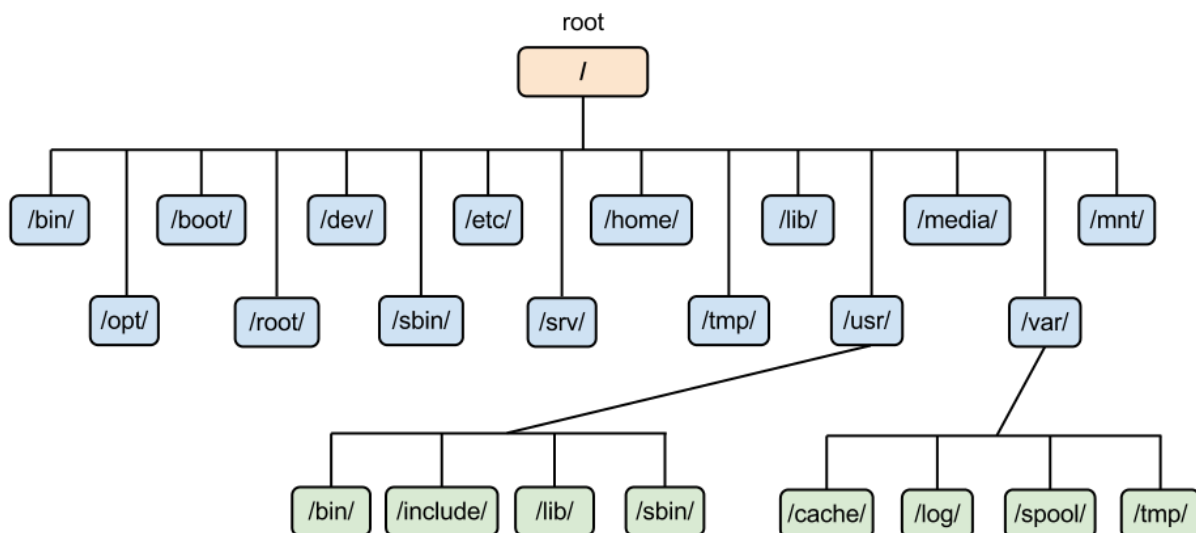 root
/
/bin/ /boot/ /dev/ /etc/ /home/ /lib/ /media/ /mnt/
/opt/ /root/ /sbin/ /srv/ /tmp/ /usr/ /var/
/bin/ /include/ /lib/ /sbin/ /cache/ /log/ /spool/ /tmp/